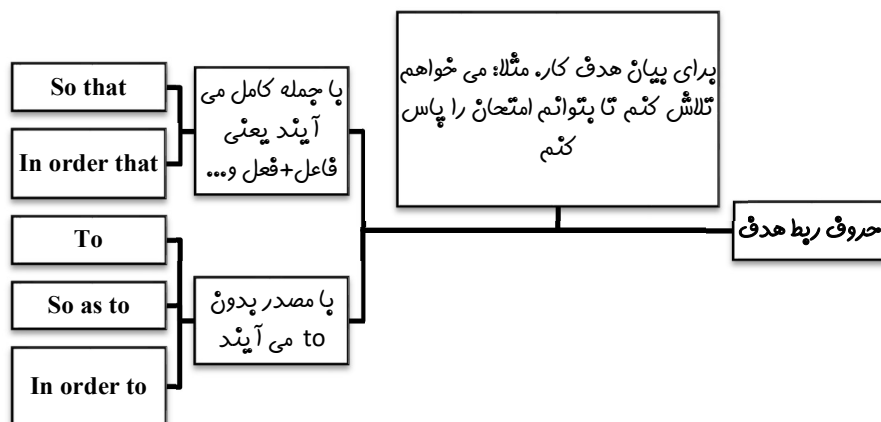 حروف ربط هدف
برای بیان هدف کار. مثلا: می خواهم
تلاش کنم تا بتوانم امتحان را پاس
کنم
با جمله کامل می
آیند یعنی
فاعل+فعل و...
So that
In order that
با مصدر بدون
to می آیند
To
So as to
In order to